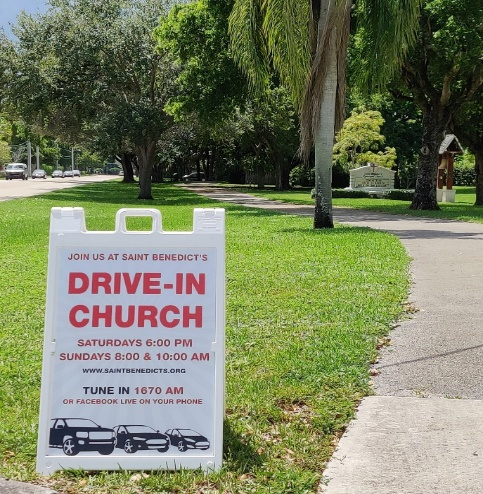 JOIN US AT SAINT BENEDICT'S
DRIVE-IN
CHURCH
SATURDAYS 6:00 PM
SUNDAYS 8:00 & 10:00 AM
WWW.SAINTBENEDICTS.ORG
TUNE IN 1670 AM
OR FACEBOOK LIVE ON YOUR PHONE